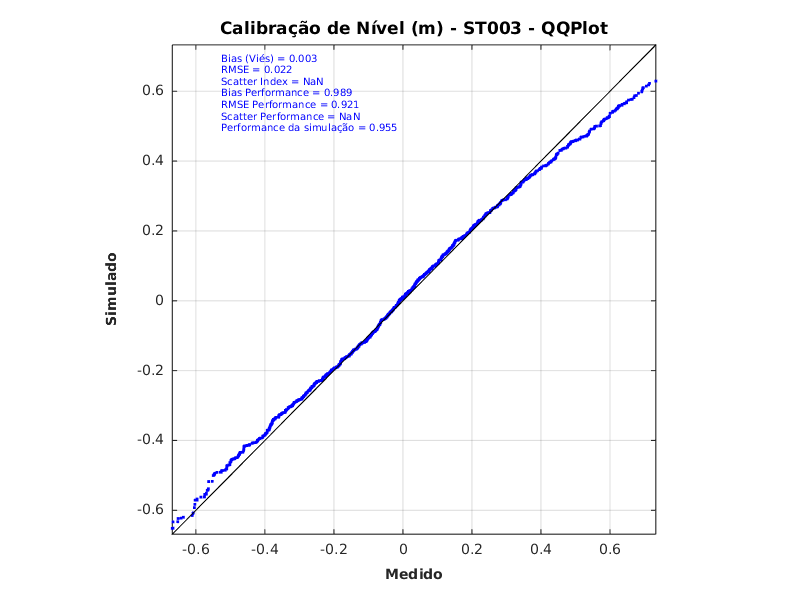 Calibração de Nível (m) - ST003 - QQPlot
Bias (Viés) = 0.003
RMSE = 0.022
Scatter Index = NaN
Bias Performance = 0.989
RMSE Performance = 0.921
Scatter Performance = NaN
Performance da simulação = 0.955
0.6
0.4
0.2
0
-0.2
-0.4
-0.6
Simulado
-0.6 -0.4 -0.2 0 0.2 0.4 0.6
Medido